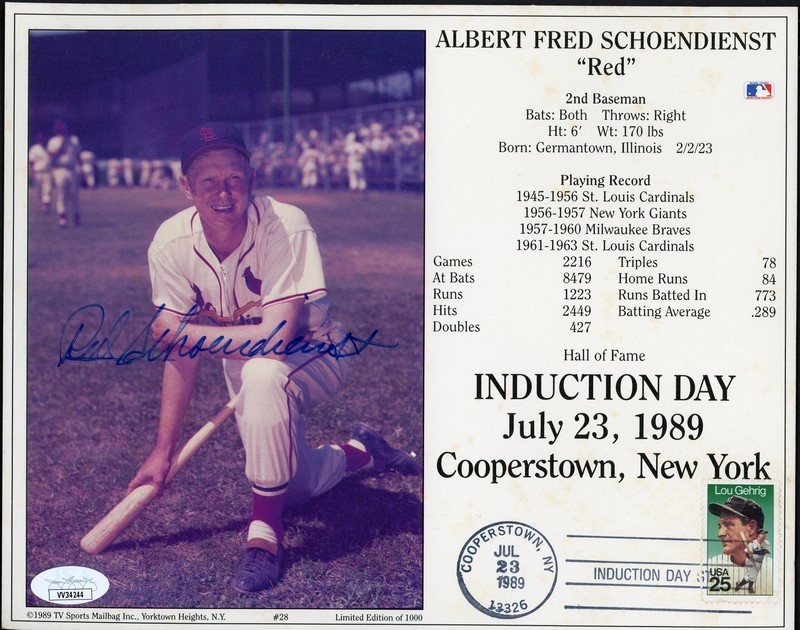 ALBERT FRED SCHOENDIENST
“Red”
2nd Baseman
Bats: Both Throws: Right
Ht: 6′ Wt: 170 lbs
Born: Germantown, Illinois 2/2/23
Playing Record
1945-1956 St. Louis Cardinals
1956-1957 New York Giants
1957-1960 Milwaukee Braves
1961-1963 St. Louis Cardinals
Games 2216 Triples 78
At Bats 8479 Home Runs 84
Runs 1223 Runs Batted In 773
Hits 2449 Batting Average .289
Doubles 427
Hall of Fame
INDUCTION DAY
July 23, 1989
Cooperstown, New York
Red Schoendienst
Lou Gehrig
USA
25
COOPERSTOWN, NY
JUL
23
1989
13326
INDUCTION DAY
VV34244
©1989 TV Sports Mailbag Inc., Yorktown Heights, N.Y. #28 Limited Edition of 1000